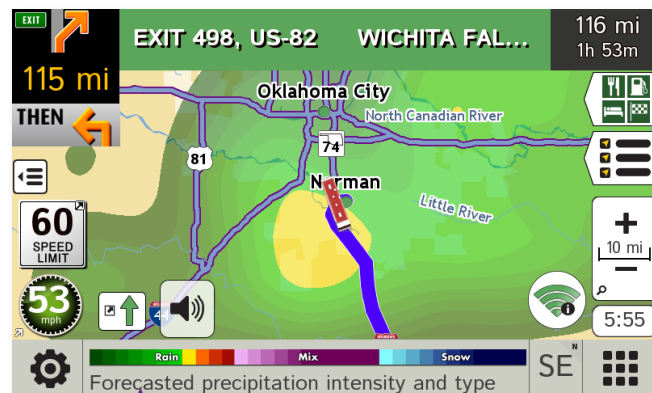 EXIT
EXIT 498, US-82 WICHITA FAL...
116 mi
1h 53m
115 mi
THEN
Oklahoma City
North Canadian River
74
81
Norman
Little River
60
SPEED
LIMIT
+
10 mi
−
53
mph
44
5:55
Rain Mix Snow
Forecasted precipitation intensity and type
SE
N